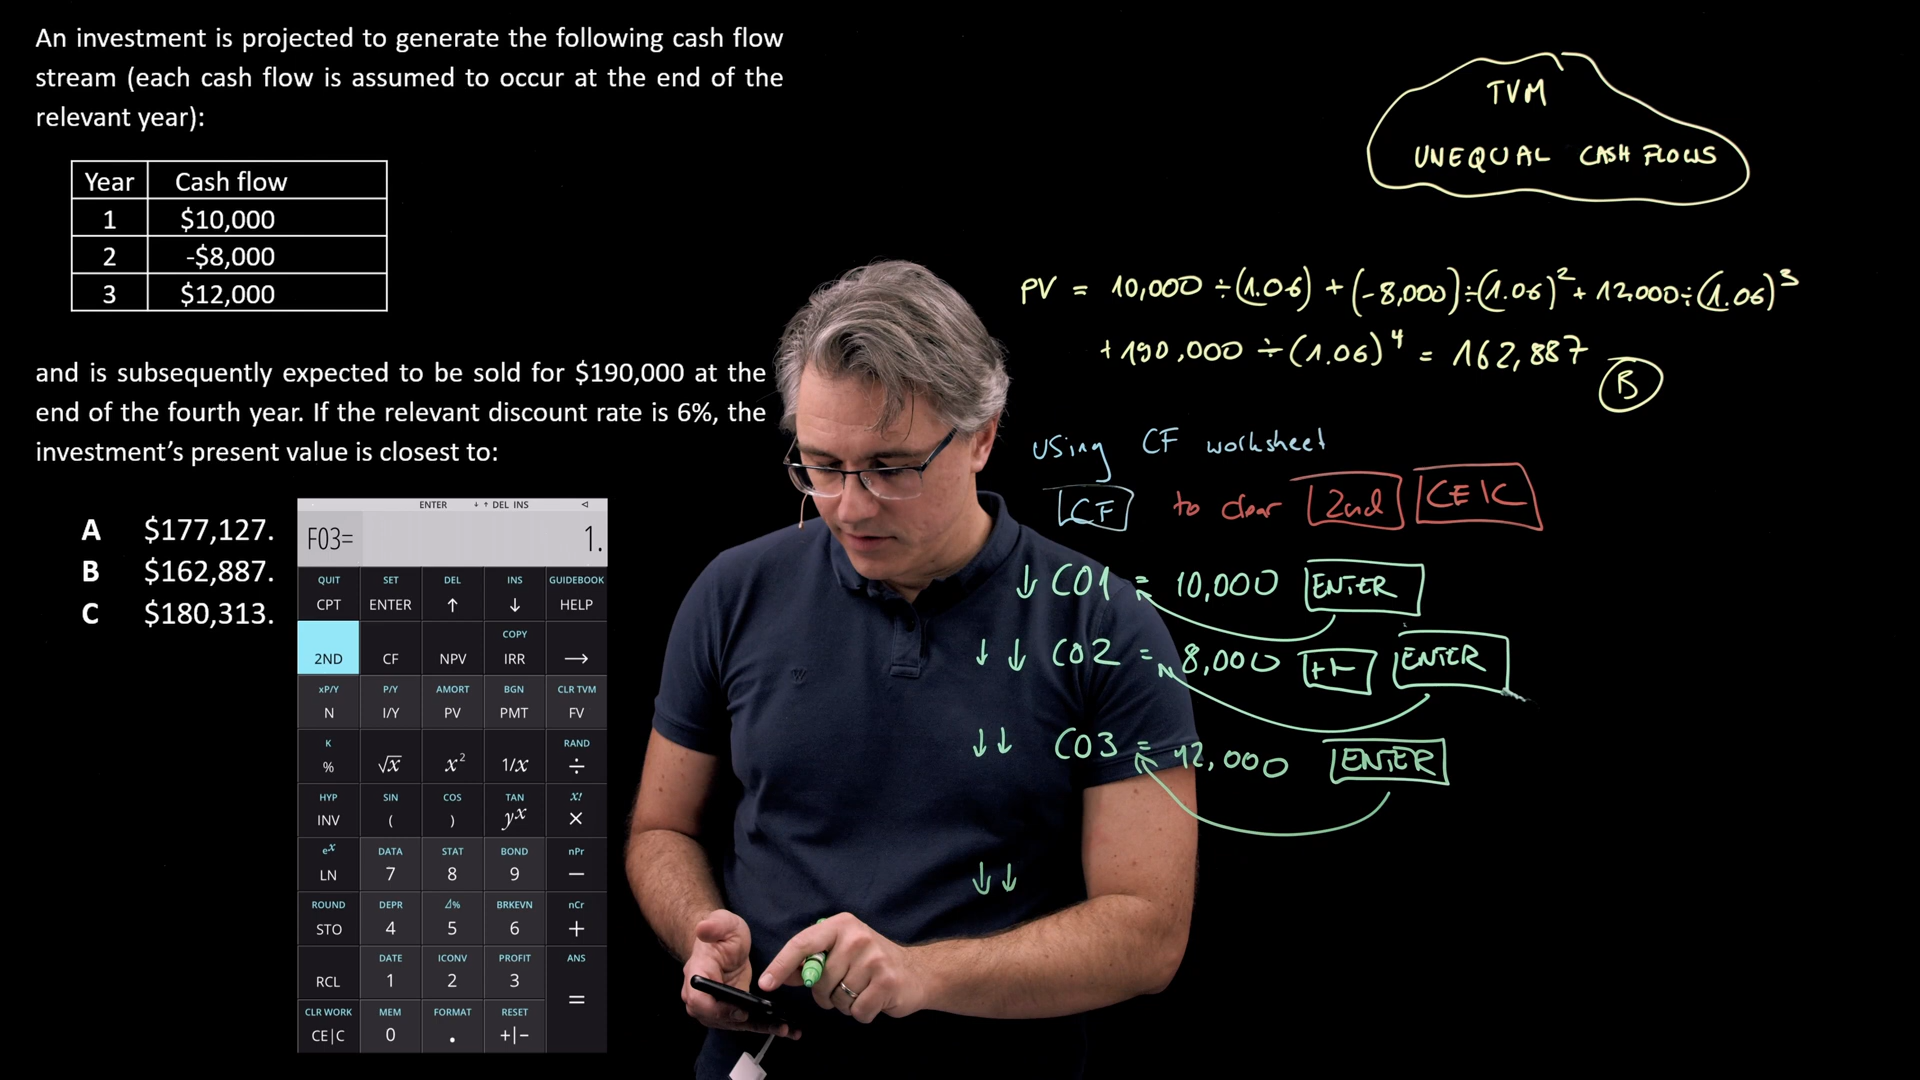 An investment is projected to generate the following cash flow
stream (each cash flow is assumed to occur at the end of the
relevant year):
Year Cash flow
1 $10,000
2 -$8,000
3 $12,000
and is subsequently expected to be sold for $190,000 at the
end of the fourth year. If the relevant discount rate is 6%, the
investment’s present value is closest to:
A $177,127.
B $162,887.
C $180,313.
ENTER ↓ ↑ DEL INS
F03= 1.
QUIT SET DEL INS GUIDEBOOK
CPT ENTER ↑ ↓ HELP
COPY
2ND CF NPV IRR →
xP/Y P/Y AMORT BGN CLR TVM
N I/Y PV PMT FV
K RAND
% √x x² 1/x ÷
HYP SIN COS TAN x!
INV ( ) yˣ ×
eˣ DATA STAT BOND nPr
LN 7 8 9 −
ROUND DEPR Δ% BRKEVN nCr
STO 4 5 6 +
DATE ICONV PROFIT ANS
RCL 1 2 3 =
CLR WORK MEM FORMAT RESET
CE|C 0 . +|−
TVM
UNEQUAL CASH FLOWS
PV = 10,000 ÷ (1.06) + (-8,000) ÷ (1.06)² + 12,000 ÷ (1.06)³
+ 190,000 ÷ (1.06)⁴ = 162,887
B
using CF worksheet
CF to clear 2nd CE|C
↓ C01 = 10,000 ENTER
↓ ↓ C02 = 8,000 +|- ENTER
↓ ↓ C03 = 12,000 ENTER
↓ ↓